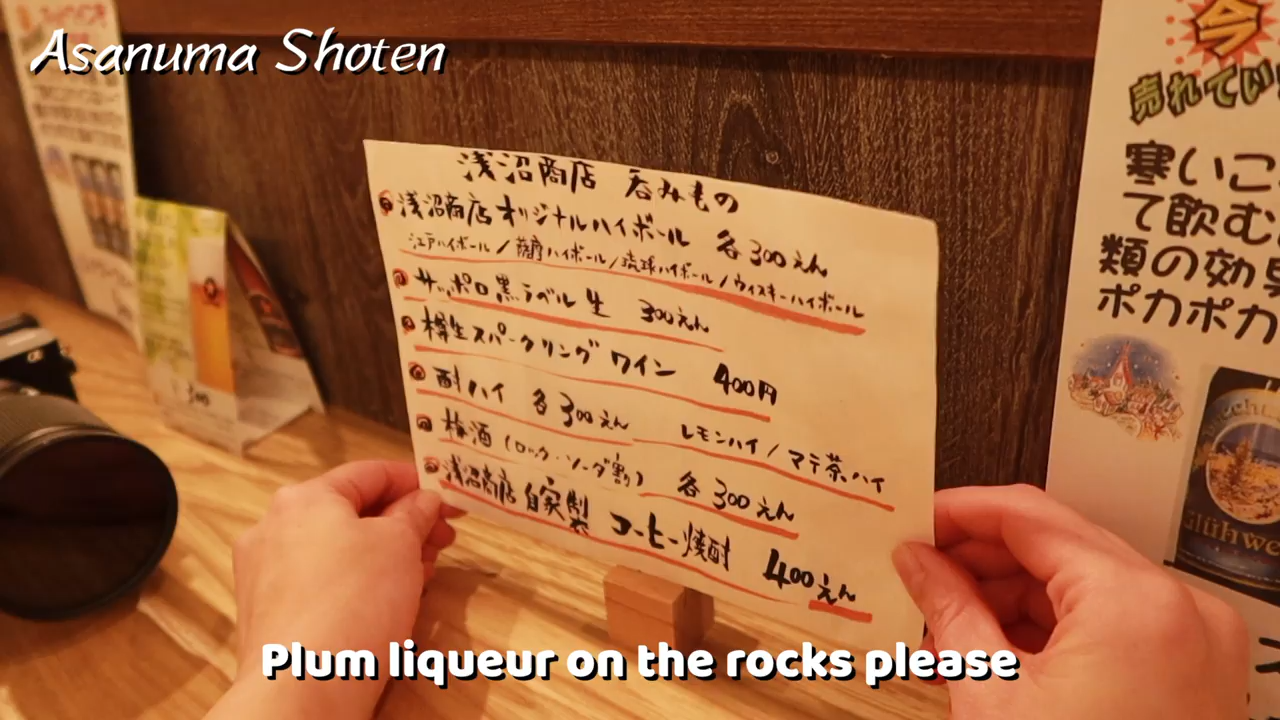 Asanuma Shoten
浅沼商店 呑みもの
浅沼商店オリジナルハイボール 各300えん
江戸ハイボール/薩摩ハイボール/琉球ハイボール/ウィスキーハイボール
サッポロ黒ラベル生 300えん
樽生スパークリングワイン 400円
酎ハイ 各300えん レモンハイ/マテ茶ハイ
梅酒(ロック・ソーダ割) 各300えん
浅沼商店自家製 コーヒー焼酎 400えん
今
売れてい
寒いこ
て飲む
類の効果
ポカポカ
Glühwe
Plum liqueur on the rocks please